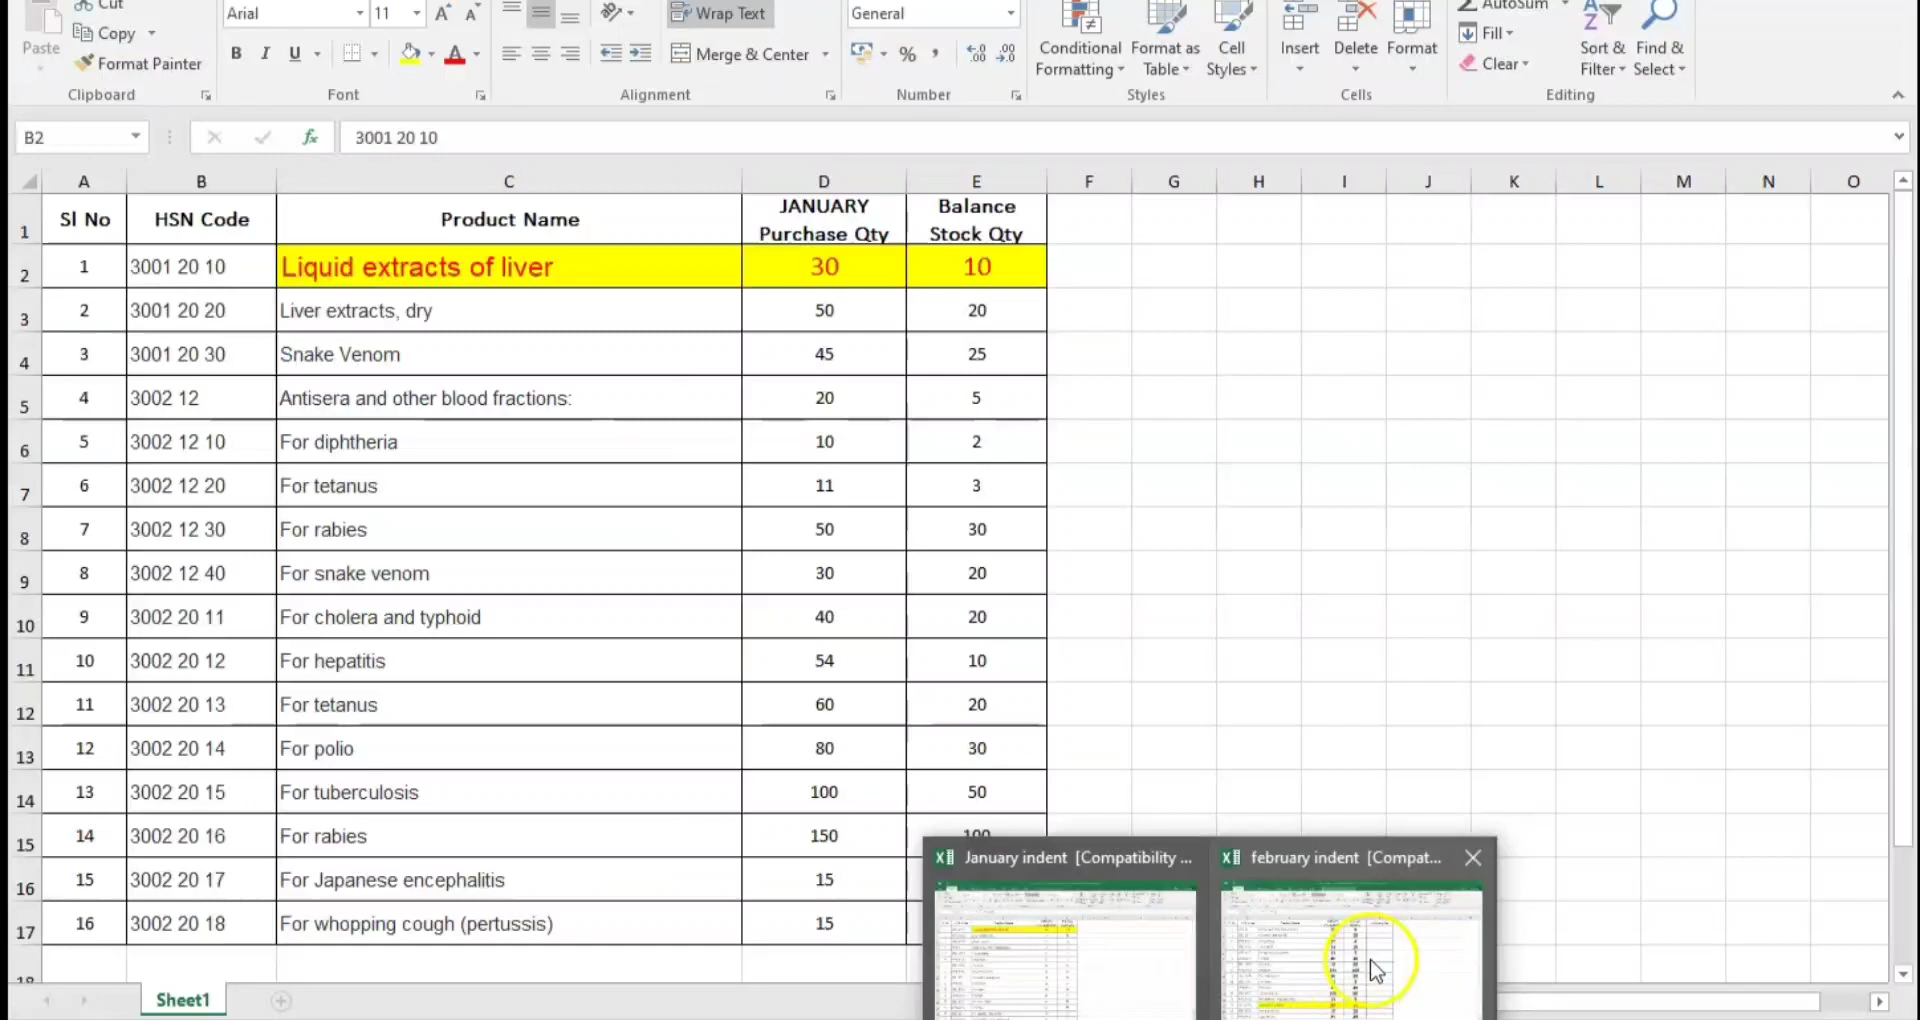 Cut
Arial 11 A A Wrap Text General AutoSum
Paste Copy B I U Merge & Center % Conditional Formatting Format as Table Cell Styles Insert Delete Format Fill Sort & Filter Find & Select
Format Painter Clear
Clipboard Font Alignment Number Styles Cells Editing
B2 fx 3001 20 10
A B C D E F G H I J K L M N O
1 Sl No HSN Code Product Name JANUARY Purchase Qty Balance Stock Qty
2 1 3001 20 10 Liquid extracts of liver 30 10
3 2 3001 20 20 Liver extracts, dry 50 20
4 3 3001 20 30 Snake Venom 45 25
5 4 3002 12 Antisera and other blood fractions: 20 5
6 5 3002 12 10 For diphtheria 10 2
7 6 3002 12 20 For tetanus 11 3
8 7 3002 12 30 For rabies 50 30
9 8 3002 12 40 For snake venom 30 20
10 9 3002 20 11 For cholera and typhoid 40 20
11 10 3002 20 12 For hepatitis 54 10
12 11 3002 20 13 For tetanus 60 20
13 12 3002 20 14 For polio 80 30
14 13 3002 20 15 For tuberculosis 100 50
15 14 3002 20 16 For rabies 150 100
16 15 3002 20 17 For Japanese encephalitis 15
17 16 3002 20 18 For whopping cough (pertussis) 15
18
January indent [Compatibility ... february indent [Compat...
Sheet1